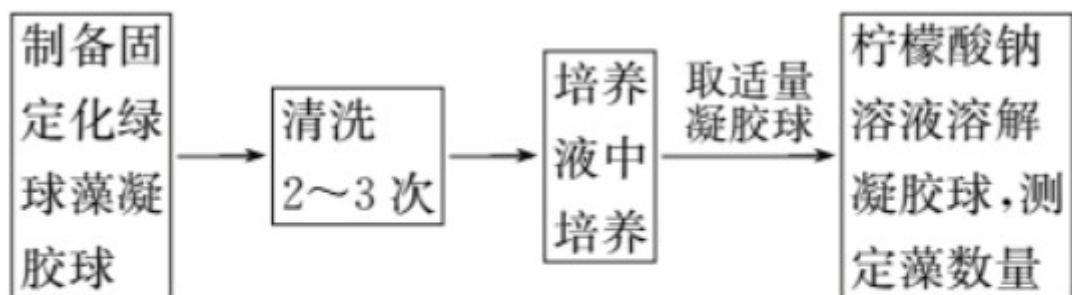 制备固
定化绿
球藻凝
胶球
清洗
2～3 次
培养
液中
培养
取适量
凝胶球
柠檬酸钠
溶液溶解
凝胶球,测
定藻数量